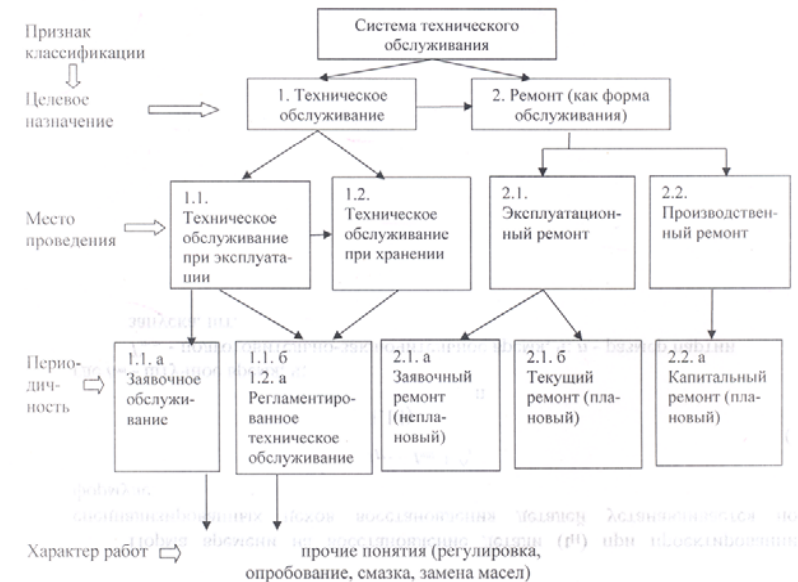 Признак
классификации
Система технического
обслуживания
Целевое
назначение
1. Техническое
обслуживание
2. Ремонт (как форма
обслуживания)
Место
проведения
1.1.
Техническое
обслуживание
при эксплуата-
ции
1.2.
Техническое
обслуживание
при хранении
2.1.
Эксплуатацион-
ный ремонт
2.2.
Производствен-
ный ремонт
Перио-
дич-
ность
1.1. а
Заявочное
обслужи-
вание
1.1. б
1.2. а
Регламентиро-
ванное
техническое
обслуживание
2.1. а
Заявочный
ремонт
(непла-
новый)
2.1. б
Текущий
ремонт (пла-
новый)
2.2. а
Капитальный
ремонт (пла-
новый)
Характер работ
прочие понятия (регулировка,
опробование, смазка, замена масел)